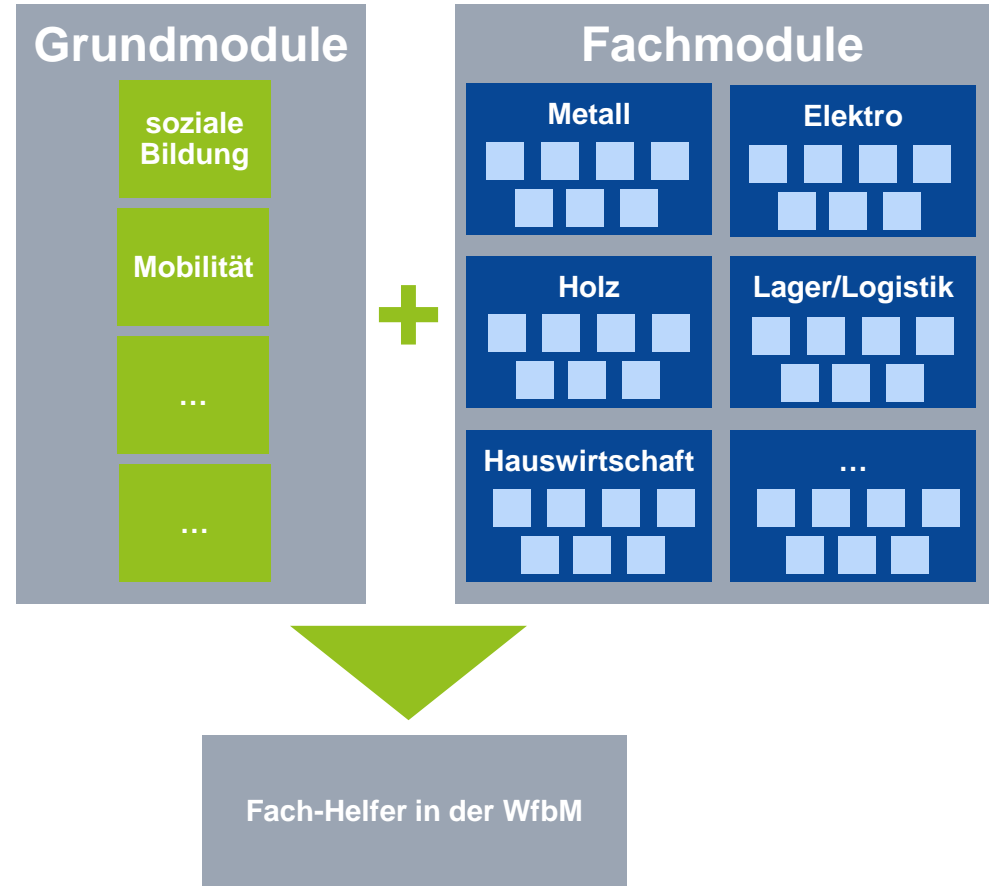 Grundmodule
soziale
Bildung
Mobilität
…
…
Fachmodule
Metall
Elektro
Holz
Lager/Logistik
Hauswirtschaft
…
Fach-Helfer in der WfbM